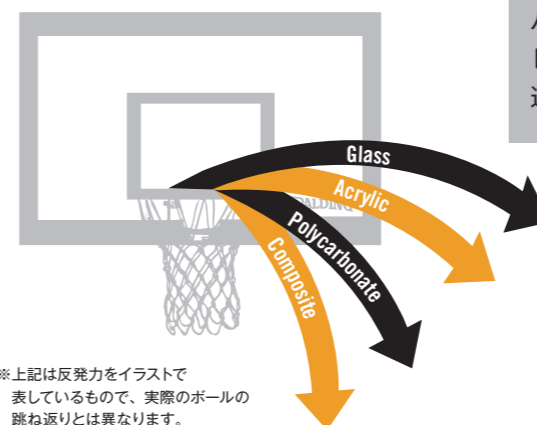 Glass
Acrylic
Polycarbonate
Composite
※上記は反発力をイラストで
表しているもので、実際のボールの
跳ね返りとは異なります。